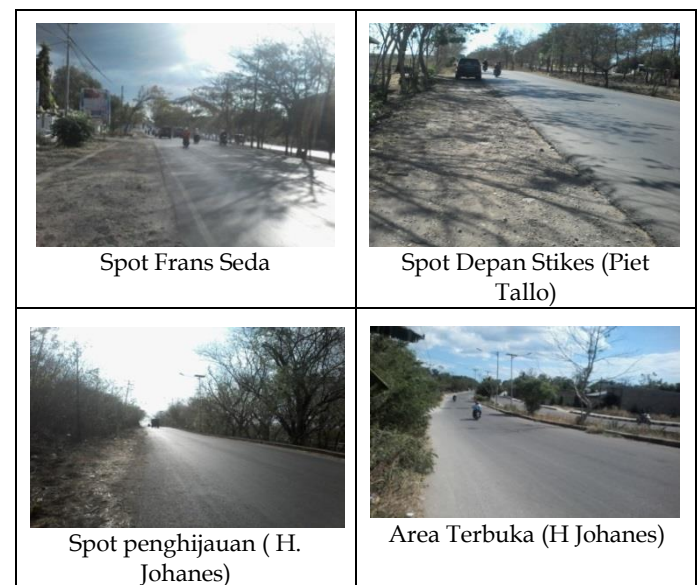 Spot Frans Seda
Spot Depan Stikes (Piet
Tallo)
Spot penghijauan ( H.
Johanes)
Area Terbuka (H Johanes)